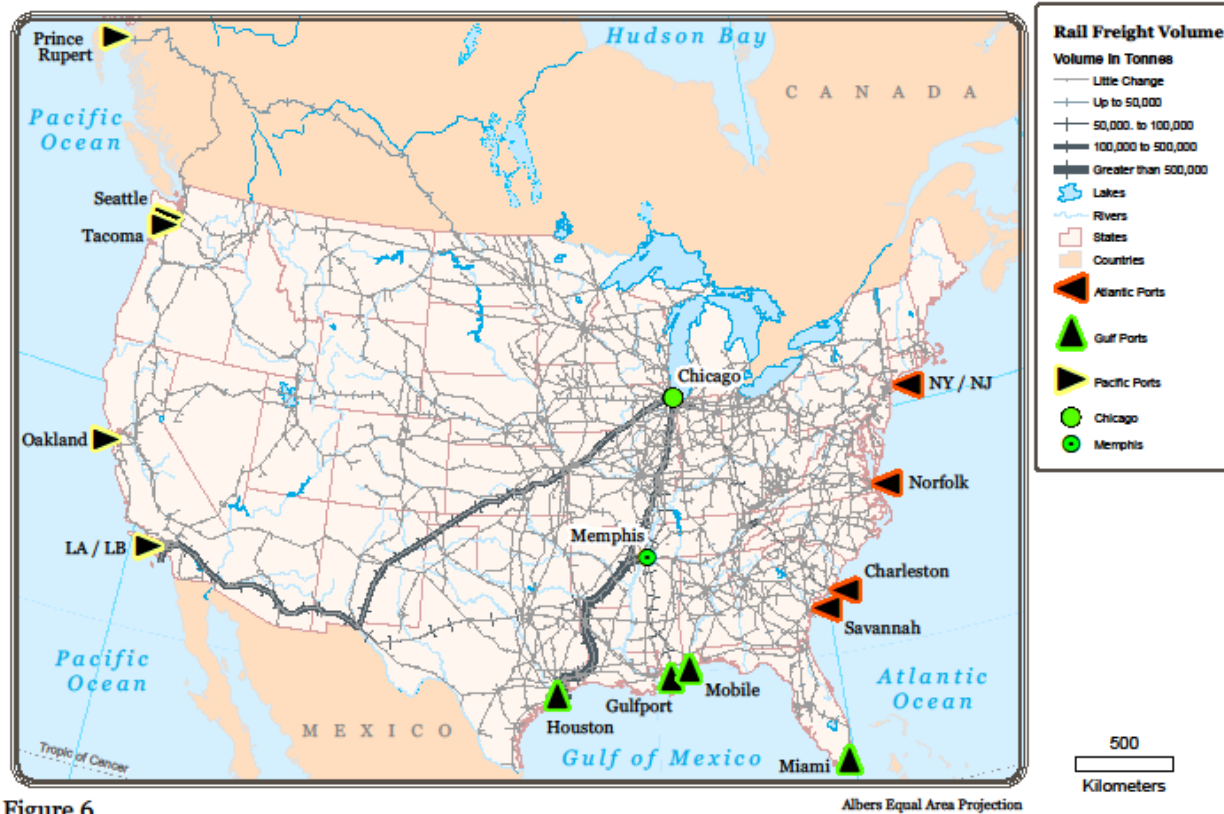 Prince
Rupert
Hudson Bay
CANADA
Pacific
Ocean
Seattle
Tacoma
Chicago
NY / NJ
Oakland
Norfolk
LA / LB
Memphis
Charleston
Savannah
Pacific
Ocean
Atlantic
Ocean
MEXICO
Mobile
Gulfport
Houston
Gulf of Mexico
Miami
Tropic of Cancer
Rail Freight Volume
Volume In Tonnes
Little Change
Up to 50,000
50,000. to 100,000
100,000 to 500,000
Greater than 500,000
Lakes
Rivers
States
Countries
Atlantic Ports
Gulf Ports
Pacific Ports
Chicago
Memphis
500
Kilometers
Albers Equal Area Projection
Figure 6